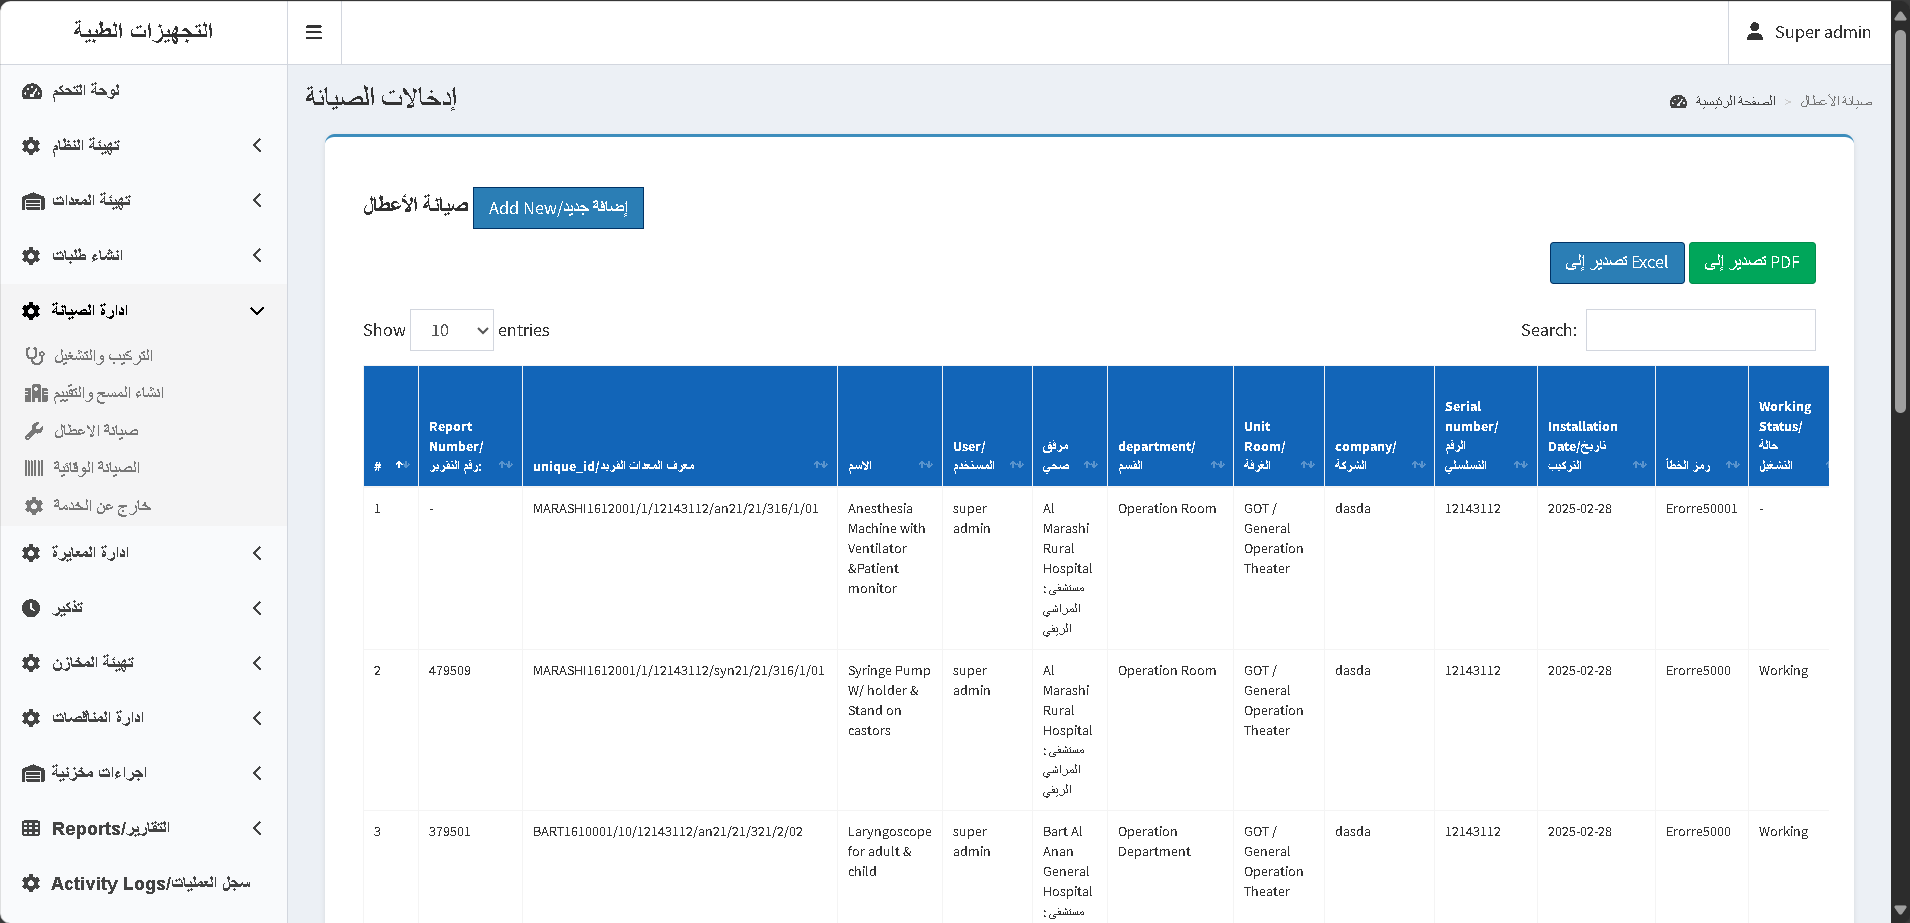 التجهيزات الطبية
Super admin
لوحة التحكم
تهيئة النظام
تهيئة المعدات
انشاء طلبات
ادارة الصيانة
التركيب والتشغيل
انشاء المسح والتقييم
صيانة الاعطال
الصيانة الوقائية
خارج عن الخدمة
ادارة المعايرة
تذكير
تهيئة المخازن
ادارة المناقصات
اجراءات مخزنية
Reports/التقارير
Activity Logs/سجل العمليات
إدخالات الصيانة
الصفحة الرئيسية > صيانة الأعطال
صيانة الأعطال
Add New/إضافة جديد
تصدير إلى Excel
تصدير إلى PDF
Show 10 entries
Search:
#
Report
Number/
رقم التقرير:
unique_id/معرف المعدات الفريد
الاسم
User/
المستخدم
مرفق
صحي
department/
القسم
Unit
Room/
الغرفة
company/
الشركة
Serial
number/
الرقم
التسلسلي
Installation
Date/تاريخ
التركيب
رمز الخطأ
Working
Status/
حالة
التشغيل
1
-
MARASHI1612001/1/12143112/an21/21/316/1/01
Anesthesia
Machine with
Ventilator
&Patient
monitor
super
admin
Al
Marashi
Rural
Hospital
: مستشفى
المراشي
الريفي
Operation Room
GOT /
General
Operation
Theater
dasda
12143112
2025-02-28
Erorre50001
-
2
479509
MARASHI1612001/1/12143112/syn21/21/316/1/01
Syringe Pump
W/ holder &
Stand on
castors
super
admin
Al
Marashi
Rural
Hospital
: مستشفى
المراشي
الريفي
Operation Room
GOT /
General
Operation
Theater
dasda
12143112
2025-02-28
Erorre5000
Working
3
379501
BART1610001/10/12143112/an21/21/321/2/02
Laryngoscope
for adult &
child
super
admin
Bart Al
Anan
General
Hospital
: مستشفى
Operation
Department
GOT /
General
Operation
Theater
dasda
12143112
2025-02-28
Erorre5000
Working